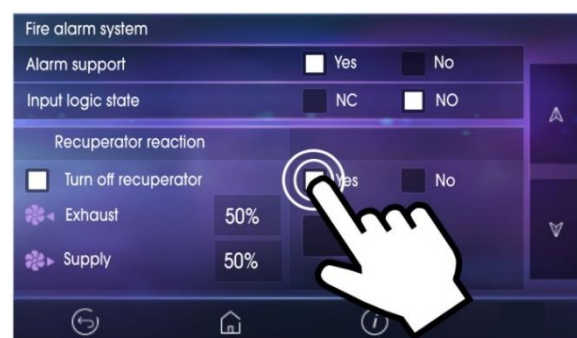 Fire alarm system
Alarm support Yes No
Input logic state NC NO
Recuperator reaction
Turn off recuperator Yes No
Exhaust 50%
Supply 50%